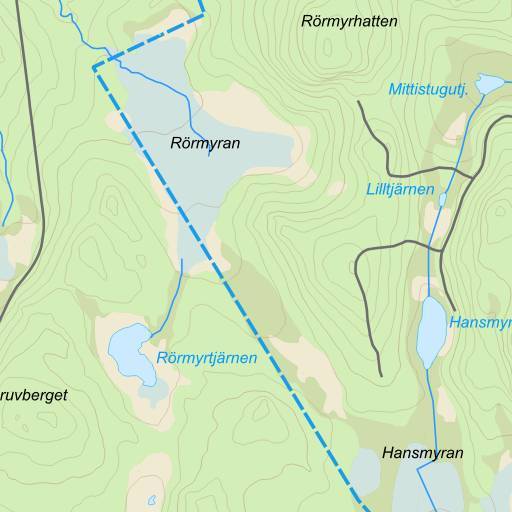 Rörmyrhatten
Mittistugutj.
Rörmyran
Lilltjärnen
Hansmyr
Rörmyrtjärnen
ruvberget
Hansmyran